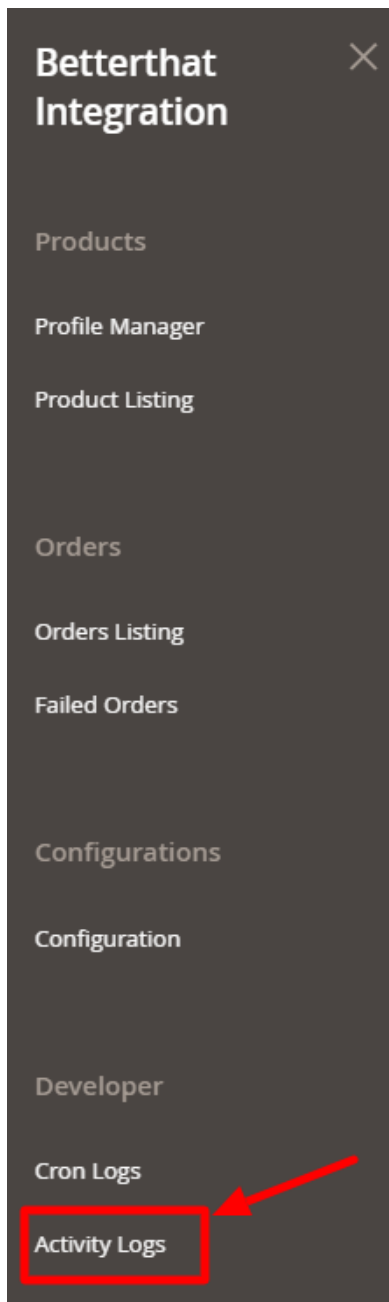 Betterthat
Integration
Products
Profile Manager
Product Listing
Orders
Orders Listing
Failed Orders
Configurations
Configuration
Developer
Cron Logs
Activity Logs